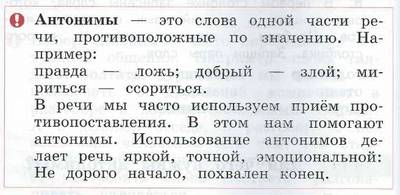 Антонимы — это слова одной части ре-
чи, противоположные по значению. На-
пример:
правда — ложь; добрый — злой; ми-
риться — ссориться.
В речи мы часто используем приём про-
тивопоставления. В этом нам помогают
антонимы. Использование антонимов де-
лает речь яркой, точной, эмоциональной:
Не дорого начало, похвален конец.